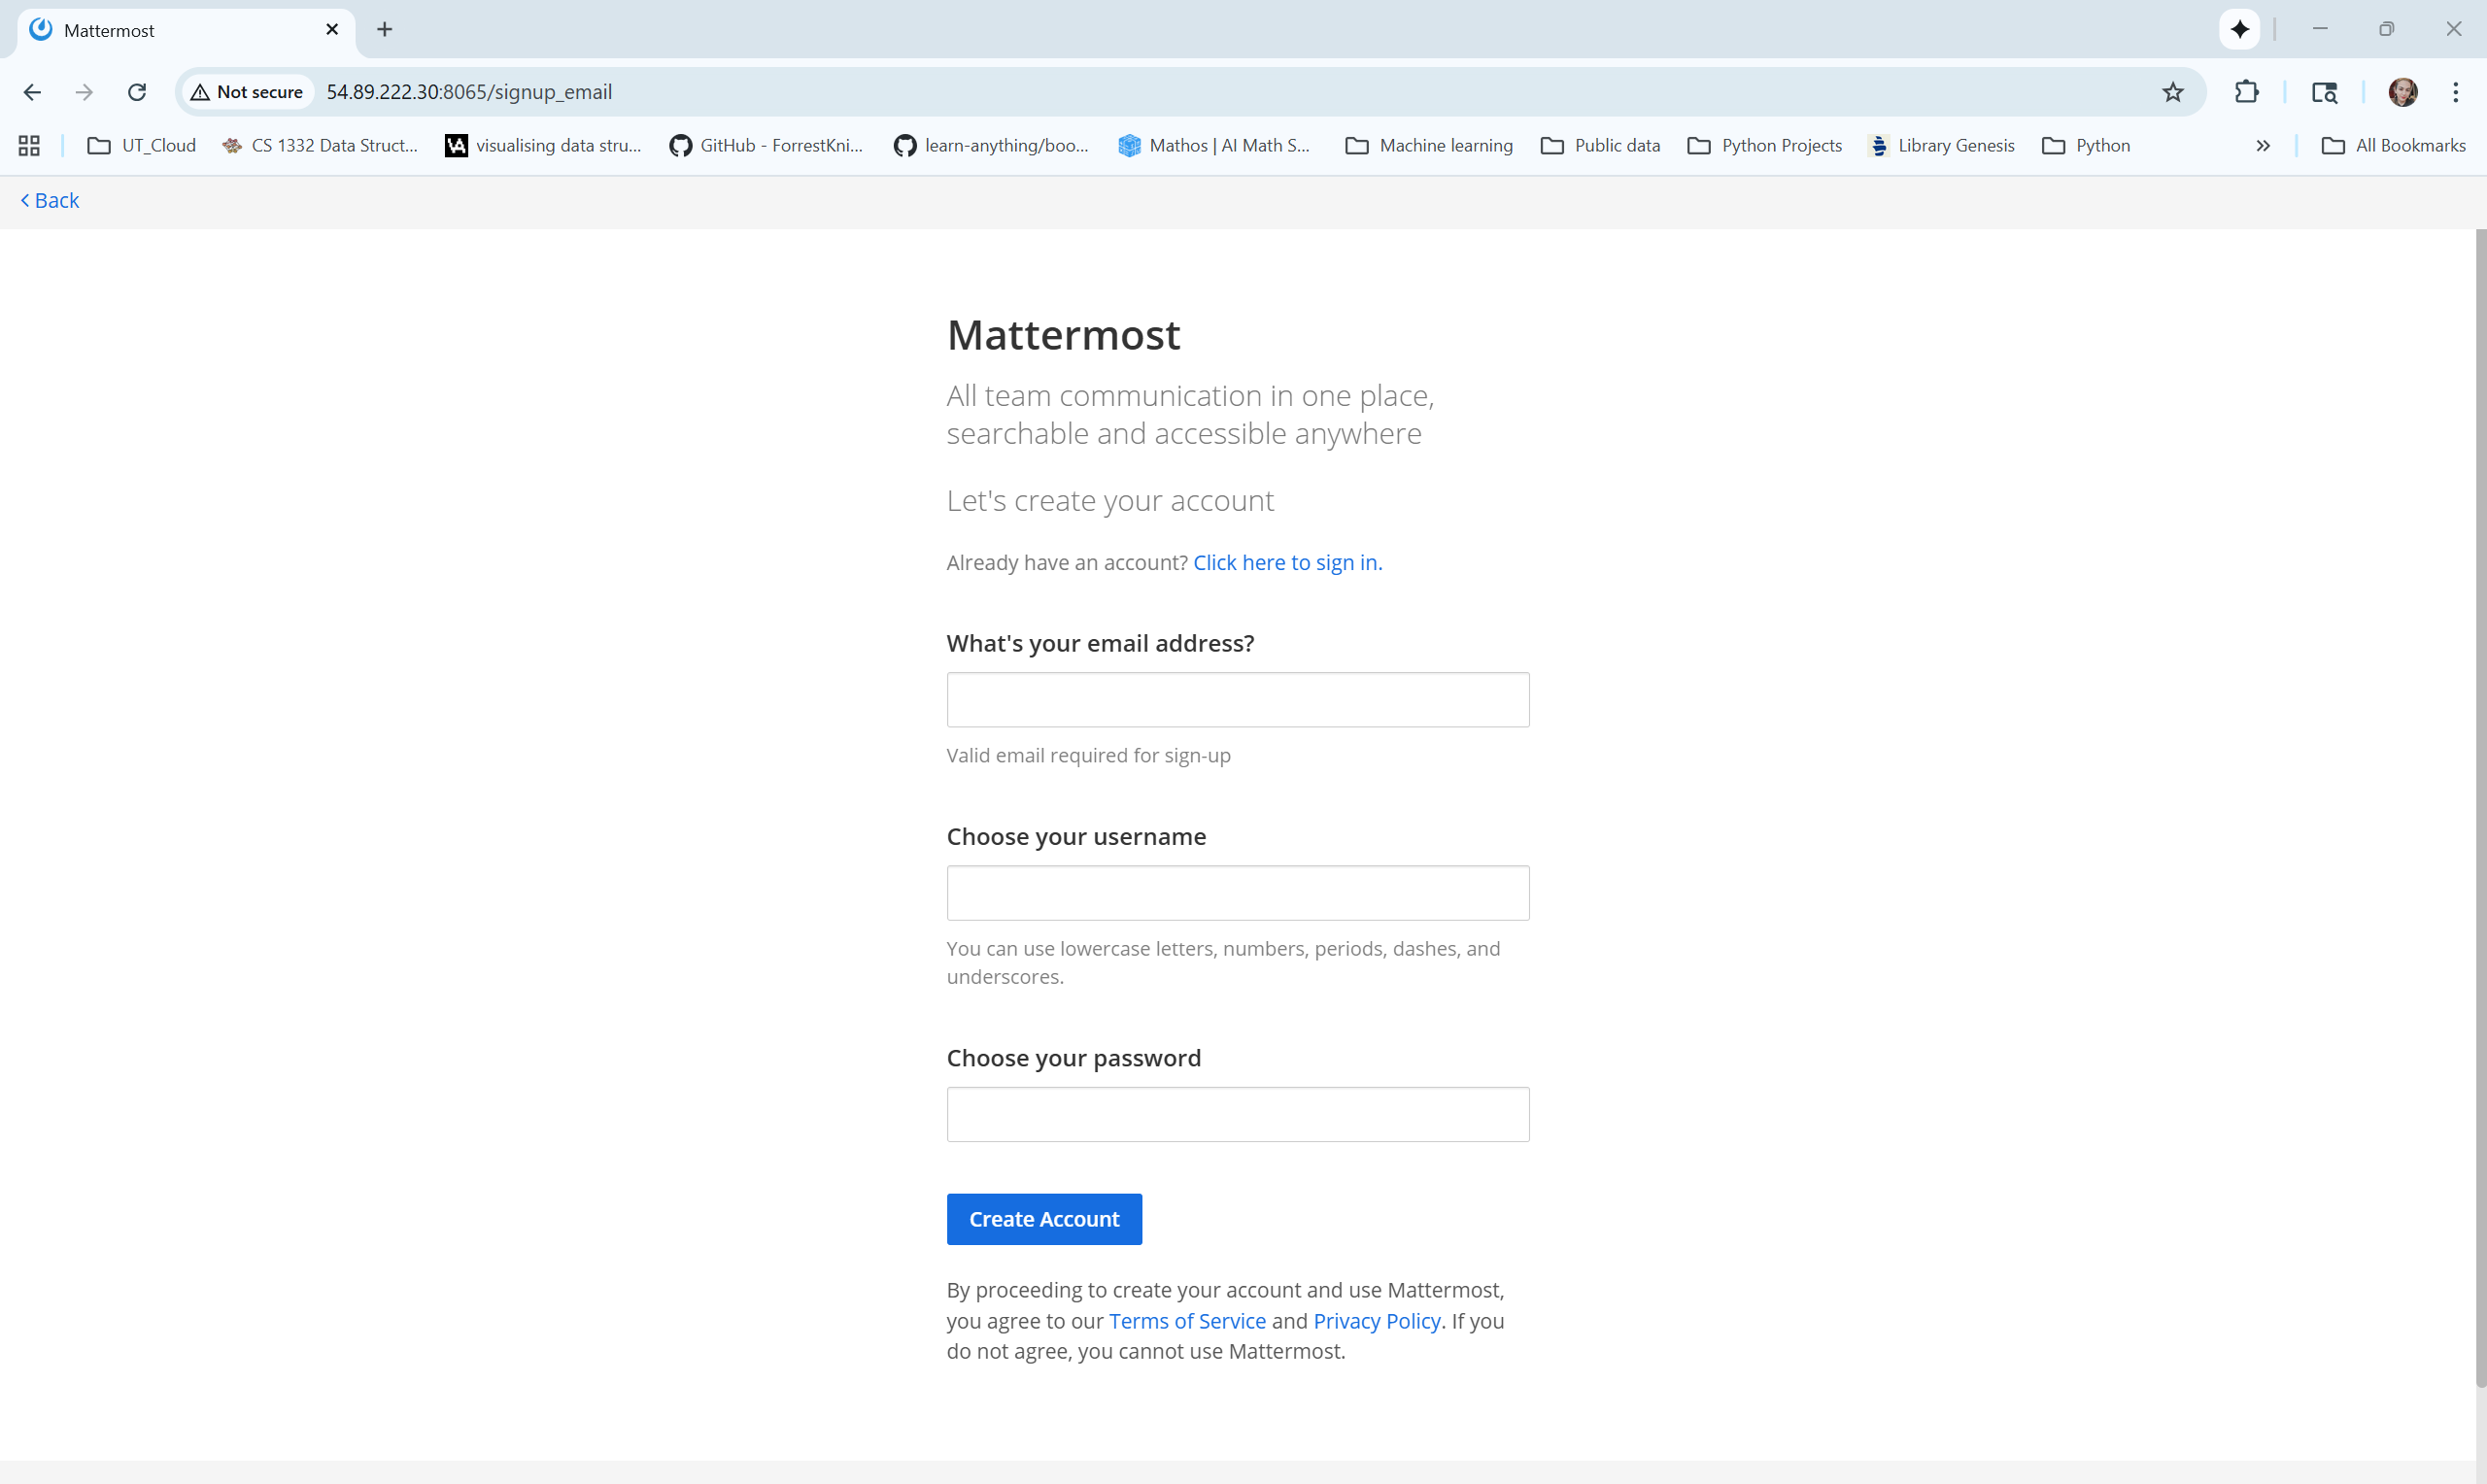 Mattermost
Not secure 54.89.222.30:8065/signup_email
UT_Cloud CS 1332 Data Struct... visualising data stru... GitHub - ForrestKni... learn-anything/boo... Mathos | AI Math S... Machine learning Public data Python Projects Library Genesis Python » All Bookmarks
Back
Mattermost
All team communication in one place,
searchable and accessible anywhere
Let's create your account
Already have an account? Click here to sign in.
What's your email address?
Valid email required for sign-up
Choose your username
You can use lowercase letters, numbers, periods, dashes, and
underscores.
Choose your password
Create Account
By proceeding to create your account and use Mattermost,
you agree to our Terms of Service and Privacy Policy. If you
do not agree, you cannot use Mattermost.